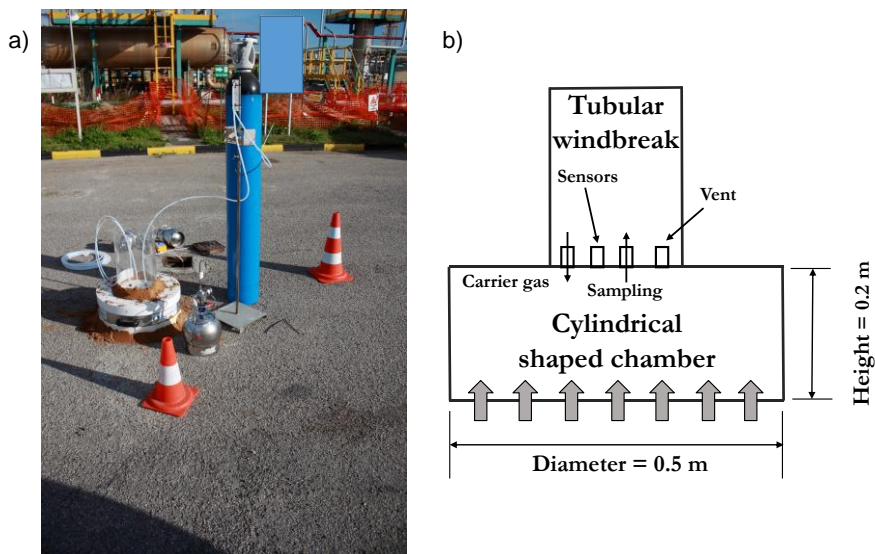 a)
b)
Tubular
windbreak
Sensors
Vent
Carrier gas
Sampling
Cylindrical
shaped chamber
Height = 0.2 m
Diameter = 0.5 m